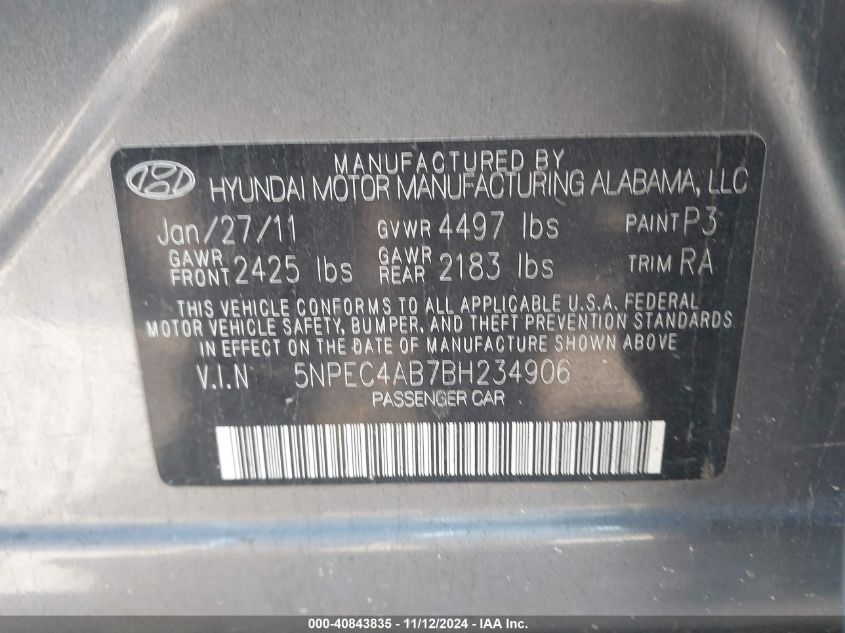 MANUFACTURED BY
HYUNDAI MOTOR MANUFACTURING ALABAMA, LLC
Jan/27/11 GVWR 4497 lbs PAINT P3
GAWR FRONT 2425 lbs GAWR REAR 2183 lbs TRIM RA
THIS VEHICLE CONFORMS TO ALL APPLICABLE U.S.A. FEDERAL
MOTOR VEHICLE SAFETY, BUMPER, AND THEFT PREVENTION STANDARDS
IN EFFECT ON THE DATE OF MANUFACTURE SHOWN ABOVE
V.I.N 5NPEC4AB7BH234906
PASSENGER CAR
000-40843835 - 11/12/2024 - IAA Inc.